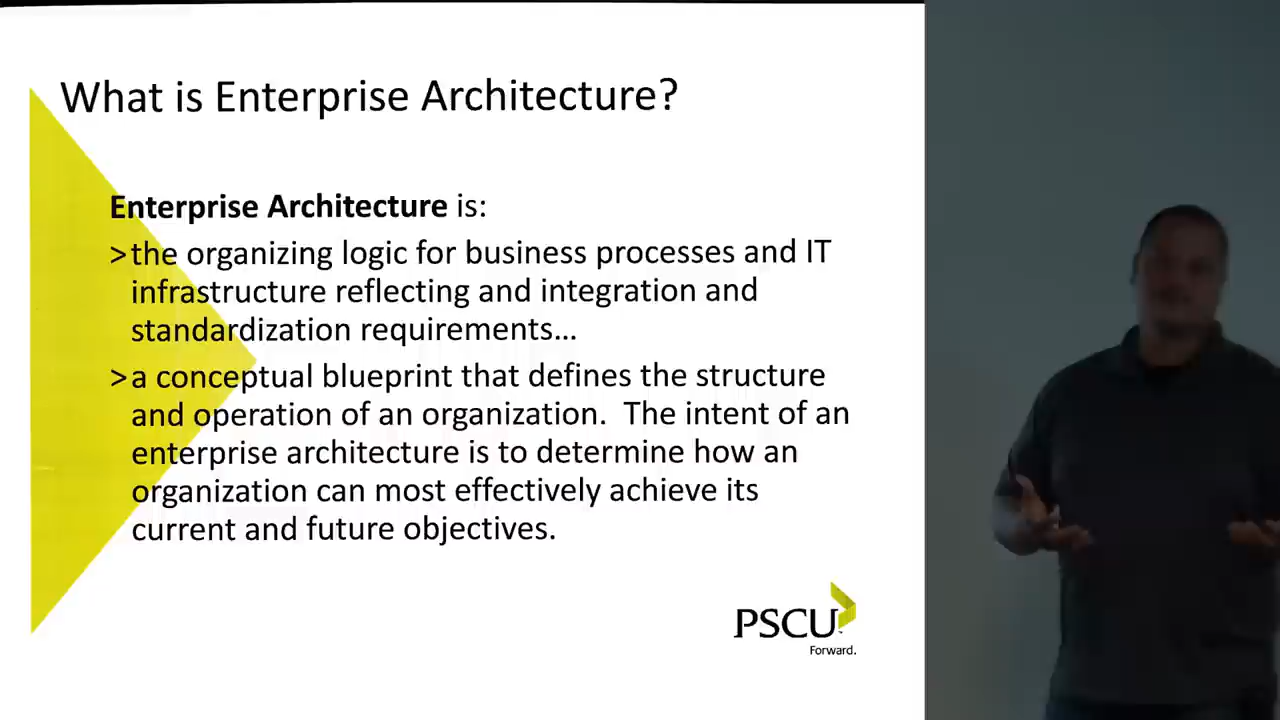 What is Enterprise Architecture?
Enterprise Architecture is:
>the organizing logic for business processes and IT
infrastructure reflecting and integration and
standardization requirements…
>a conceptual blueprint that defines the structure
and operation of an organization. The intent of an
enterprise architecture is to determine how an
organization can most effectively achieve its
current and future objectives.
PSCU
Forward.